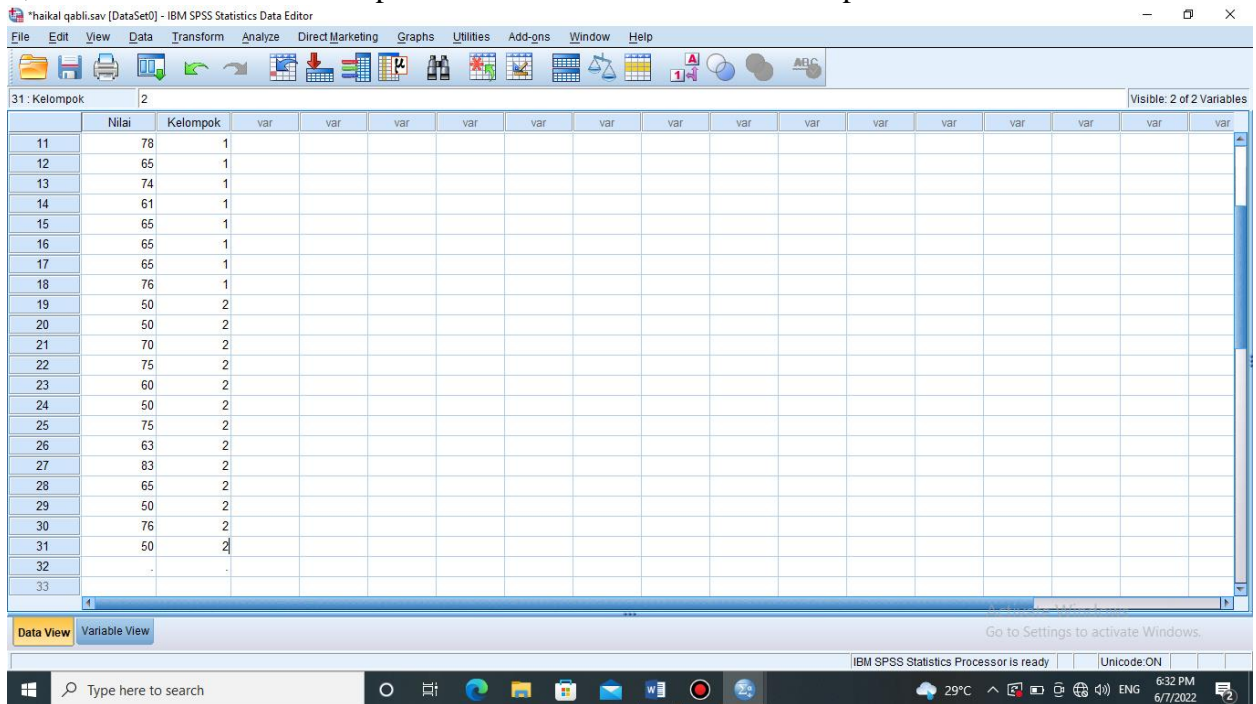 *haikal qabli.sav [DataSet0] - IBM SPSS Statistics Data Editor
File Edit View Data Transform Analyze Direct Marketing Graphs Utilities Add-ons Window Help
31 : Kelompok 2 Visible: 2 of 2 Variables
Nilai Kelompok var var var var var var var var var var var var var var
11 78 1
12 65 1
13 74 1
14 61 1
15 65 1
16 65 1
17 65 1
18 76 1
19 50 2
20 50 2
21 70 2
22 75 2
23 60 2
24 50 2
25 75 2
26 63 2
27 83 2
28 65 2
29 50 2
30 76 2
31 50 2
32 . .
33
Data View Variable View
Go to Settings to activate Windows.
IBM SPSS Statistics Processor is ready Unicode:ON
Type here to search 29°C ENG 6:32 PM
6/7/2022